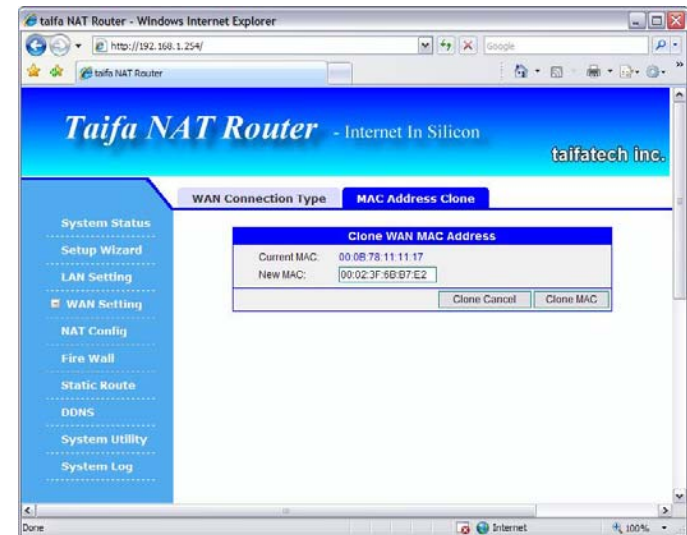 taifa NAT Router - Windows Internet Explorer
http://192.168.1.254/
Google
taifa NAT Router
Taifa NAT Router - Internet In Silicon
taifatech inc.
WAN Connection Type
MAC Address Clone
System Status
Setup Wizard
LAN Setting
WAN Setting
NAT Config
Fire Wall
Static Route
DDNS
System Utility
System Log
Clone WAN MAC Address
Current MAC: 00:0B:78:11:11:17
New MAC: 00:02:3F:6B:B7:E2
Clone Cancel
Clone MAC
Done
Internet
100%